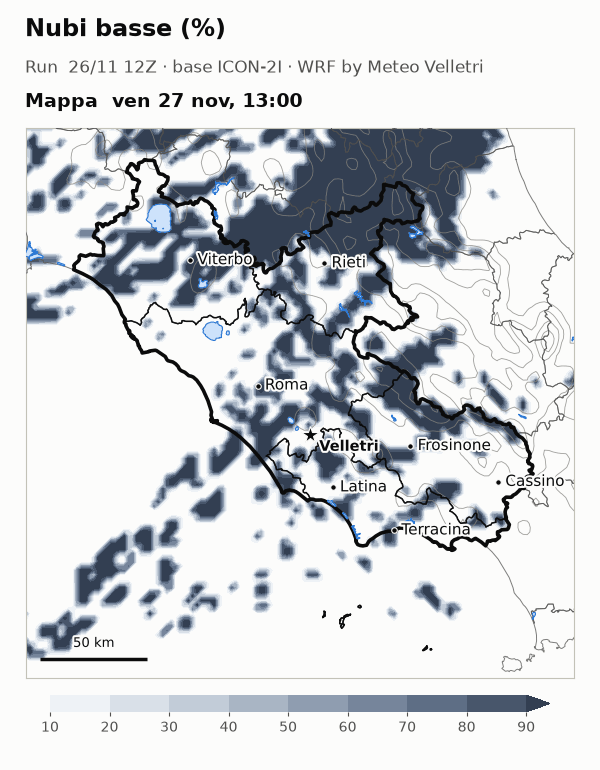 Nubi basse (%)
Run  26/11 12Z · base ICON-2I · WRF by Meteo Velletri
Mappa  ven 27 nov, 13:00
Viterbo
Rieti
Roma
Velletri
Frosinone
Cassino
Latina
Terracina
50 km
10 20 30 40 50 60 70 80 90